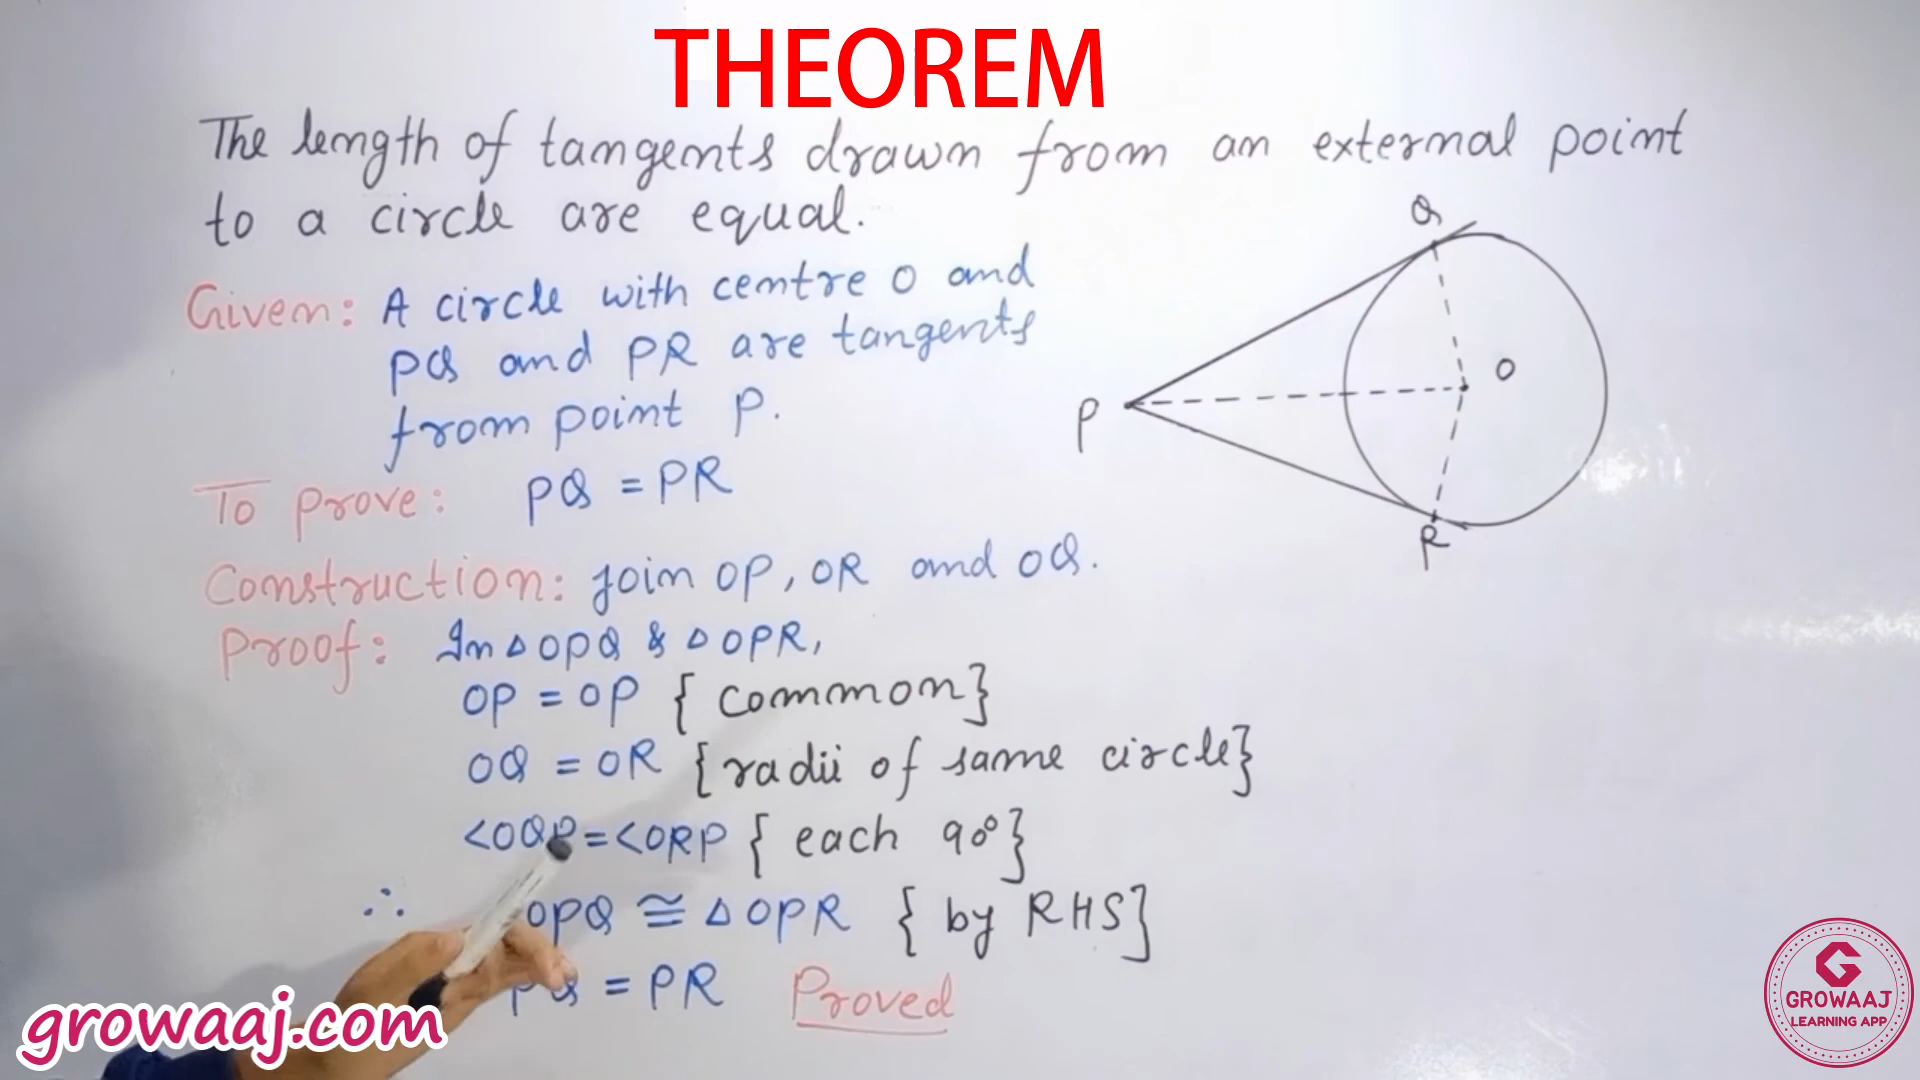 THEOREM
The length of tangents drawn from an external point
to a circle are equal.
Given: A circle with centre O and
PQ and PR are tangents
from point P.
To prove: PQ = PR
Construction: Join OP, OR and OQ.
Proof: In △OPQ & △OPR,
OP = OP { common}
OQ = OR {radii of same circle}
<OQP = <ORP { each 90°}
∴ OPQ ≅ △OPR { by RHS}
PQ = PR Proved
Q
O
P
R
growaaj.com
G
GROWAAJ
LEARNING APP